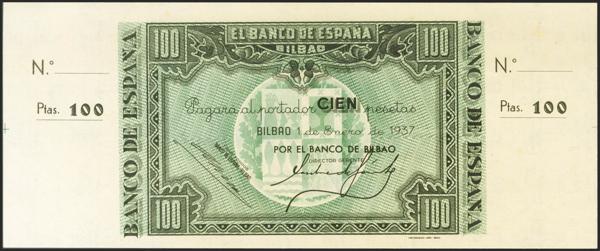 100
EL BANCO DE ESPAÑA
BILBAO
100
N.º
Ptas. 100
BANCO DE ESPAÑA
Pagará al portador CIEN pesetas
BILBAO 1 de Enero de 1937
POR EL BANCO DE BILBAO
DIRECTOR GERENTE
100
100
BANCO DE ESPAÑA
N.º
Ptas. 100